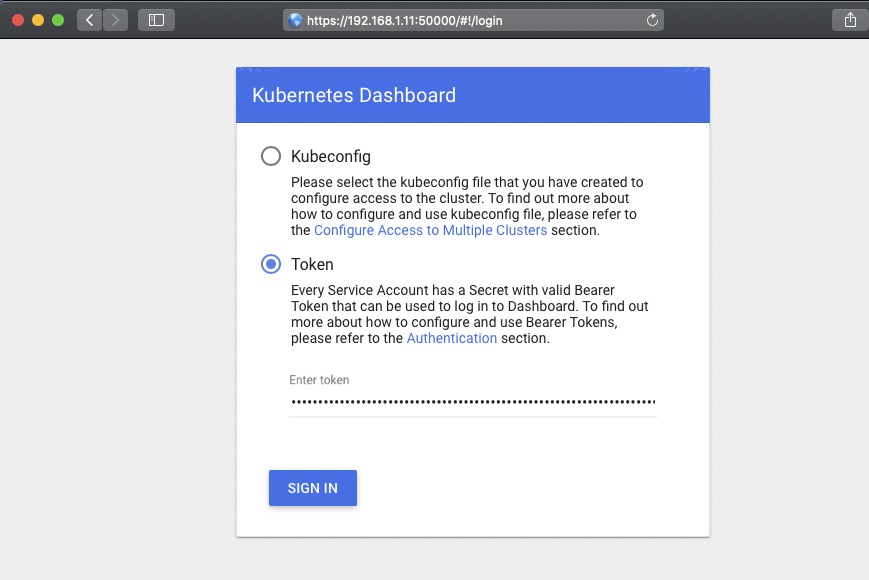 https://192.168.1.11:50000/#!/login
Kubernetes Dashboard
Kubeconfig
Please select the kubeconfig file that you have created to
configure access to the cluster. To find out more about
how to configure and use kubeconfig file, please refer to
the Configure Access to Multiple Clusters section.
Token
Every Service Account has a Secret with valid Bearer
Token that can be used to log in to Dashboard. To find out
more about how to configure and use Bearer Tokens,
please refer to the Authentication section.
Enter token
SIGN IN